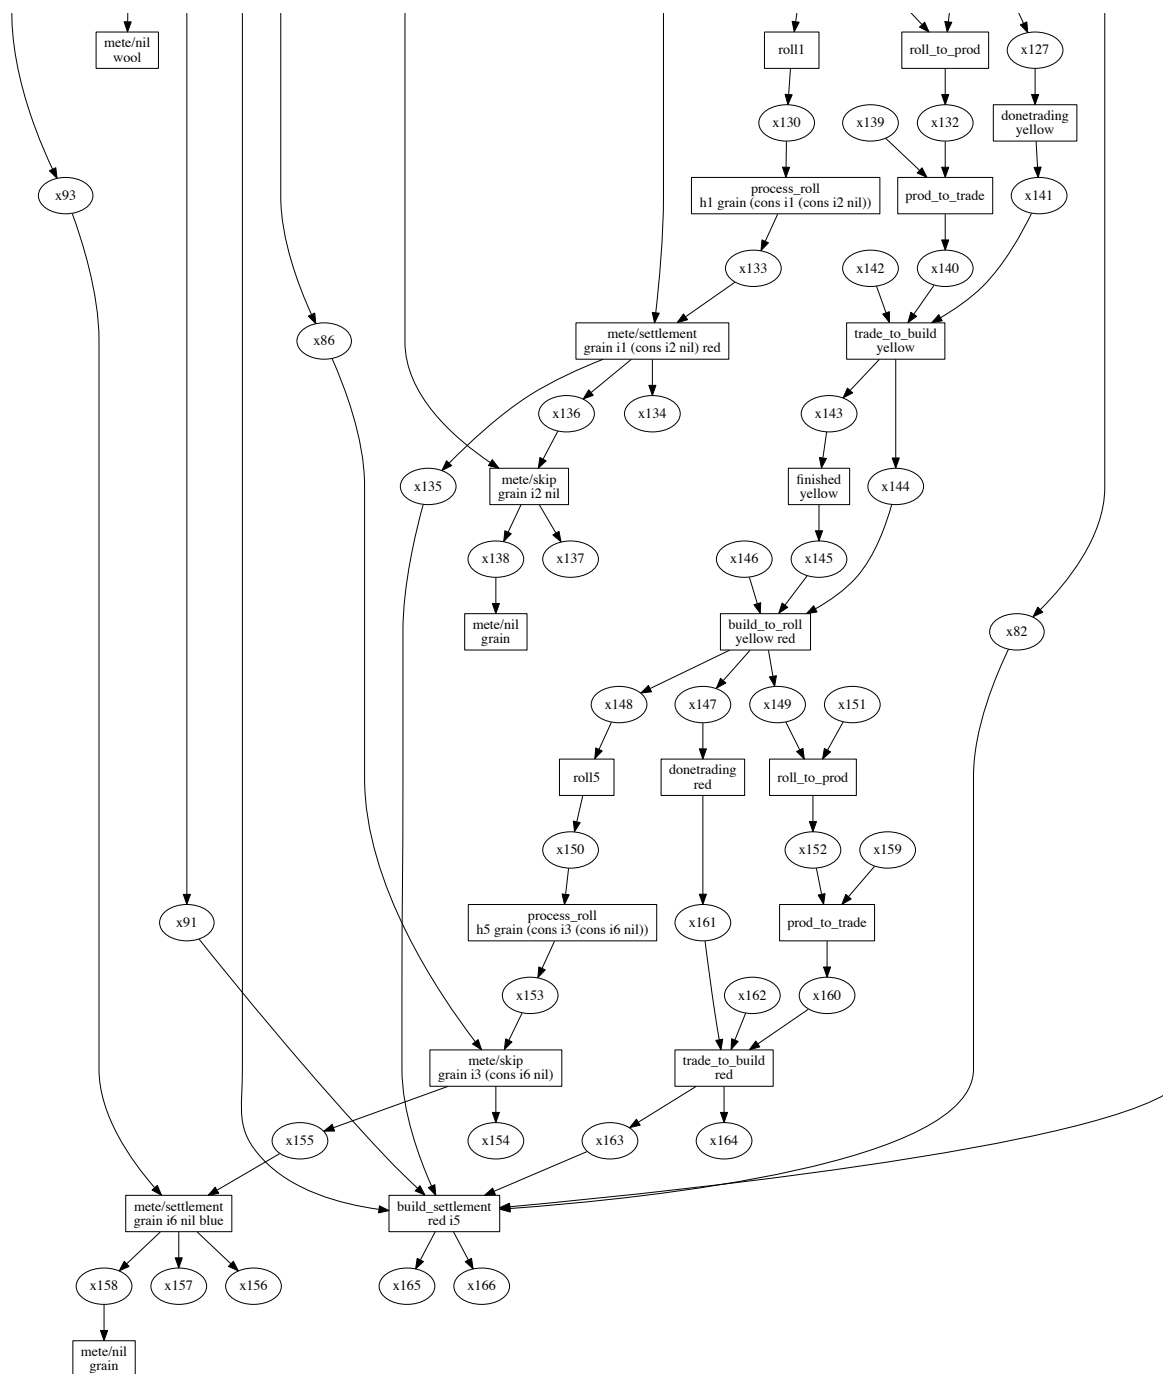 mete/nil
wool
roll1
roll_to_prod
x127
x130
x139
x132
donetrading
yellow
x93
process_roll
h1 grain (cons i1 (cons i2 nil))
prod_to_trade
x141
x133
x142
x140
x86
mete/settlement
grain i1 (cons i2 nil) red
trade_to_build
yellow
x136
x134
x143
x135
mete/skip
grain i2 nil
finished
yellow
x144
x138
x137
x146
x145
mete/nil
grain
build_to_roll
yellow red
x82
x148
x147
x149
x151
roll5
donetrading
red
roll_to_prod
x150
x152
x159
x91
process_roll
h5 grain (cons i3 (cons i6 nil))
x161
prod_to_trade
x153
x162
x160
mete/skip
grain i3 (cons i6 nil)
trade_to_build
red
x155
x154
x163
x164
mete/settlement
grain i6 nil blue
build_settlement
red i5
x158
x157
x156
x165
x166
mete/nil
grain